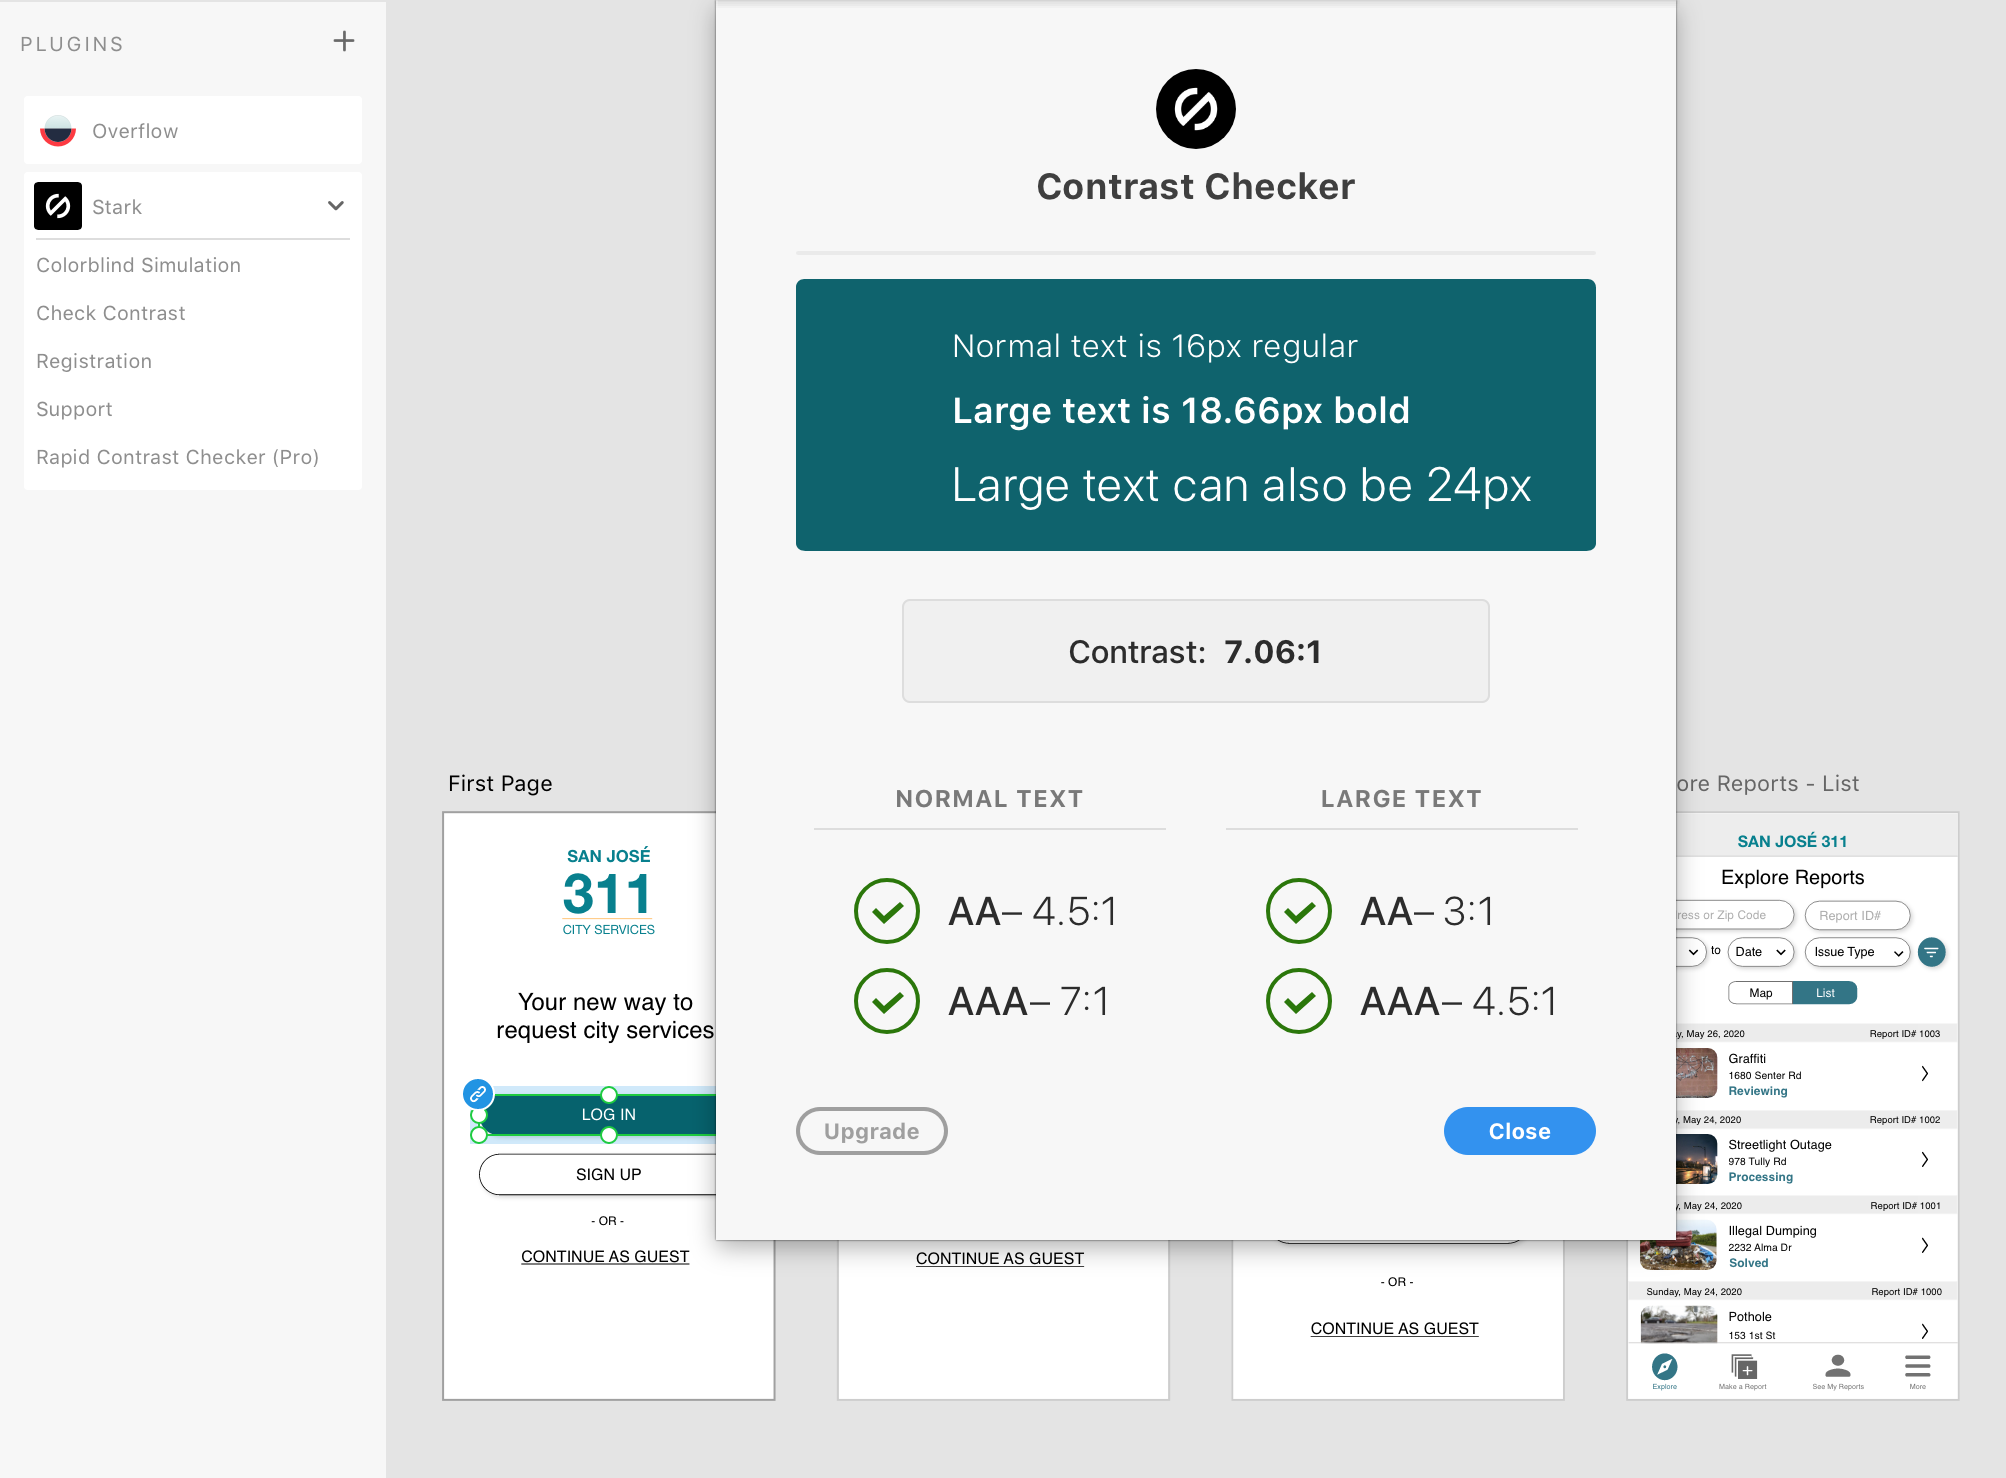 PLUGINS
Overflow
Stark
Colorblind Simulation
Check Contrast
Registration
Support
Rapid Contrast Checker (Pro)
Contrast Checker
Normal text is 16px regular
Large text is 18.66px bold
Large text can also be 24px
Contrast: 7.06:1
NORMAL TEXT
AA– 4.5:1
AAA– 7:1
LARGE TEXT
AA– 3:1
AAA– 4.5:1
Upgrade
Close
First Page
SAN JOSÉ
311
CITY SERVICES
Your new way to
request city services
LOG IN
SIGN UP
- OR -
CONTINUE AS GUEST
CONTINUE AS GUEST
- OR -
CONTINUE AS GUEST
Reports - List
SAN JOSÉ 311
Explore Reports
or Zip Code
Report ID#
to
Date
Issue Type
Map
List
May 26, 2020
Report ID# 1003
Graffiti
1680 Senter Rd
Reviewing
May 24, 2020
Report ID# 1002
Streetlight Outage
978 Tully Rd
Processing
May 24, 2020
Report ID# 1001
Illegal Dumping
2232 Alma Dr
Solved
Sunday, May 24, 2020
Report ID# 1000
Pothole
153 1st St
Explore
Make a Report
See My Reports
More